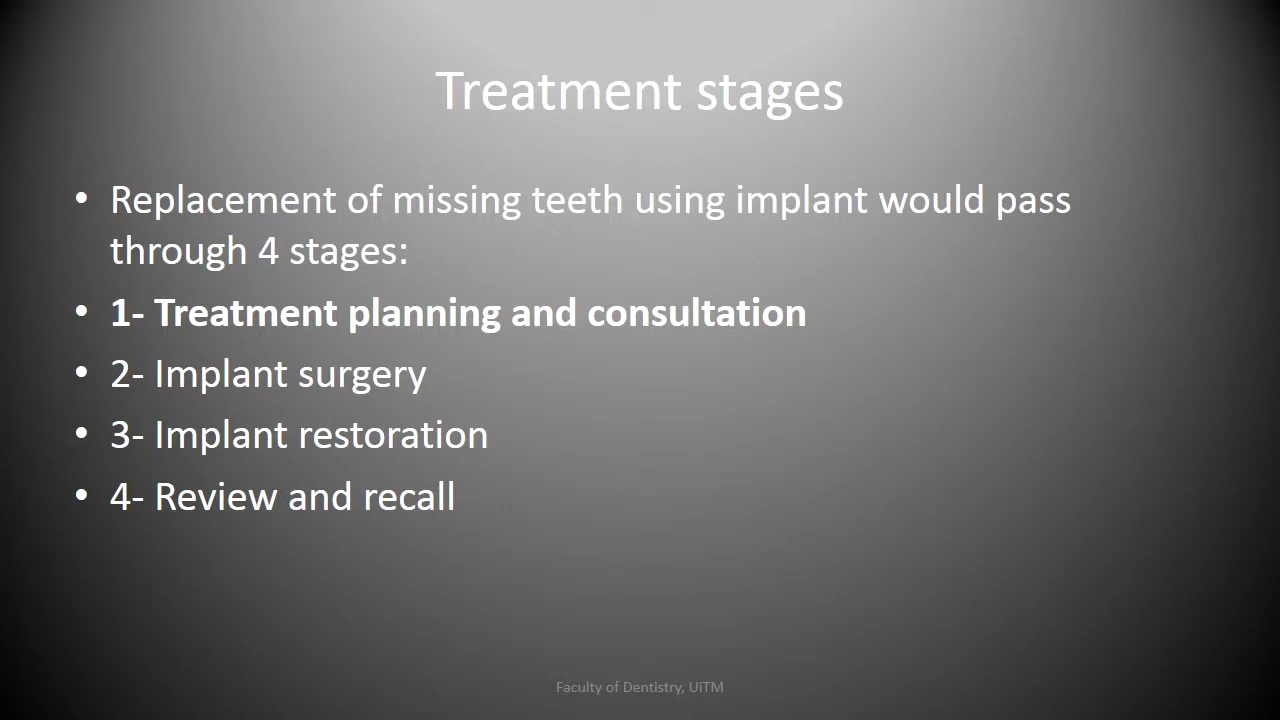 Treatment stages
• Replacement of missing teeth using implant would pass
through 4 stages:
• 1- Treatment planning and consultation
• 2- Implant surgery
• 3- Implant restoration
• 4- Review and recall
Faculty of Dentistry, UiTM